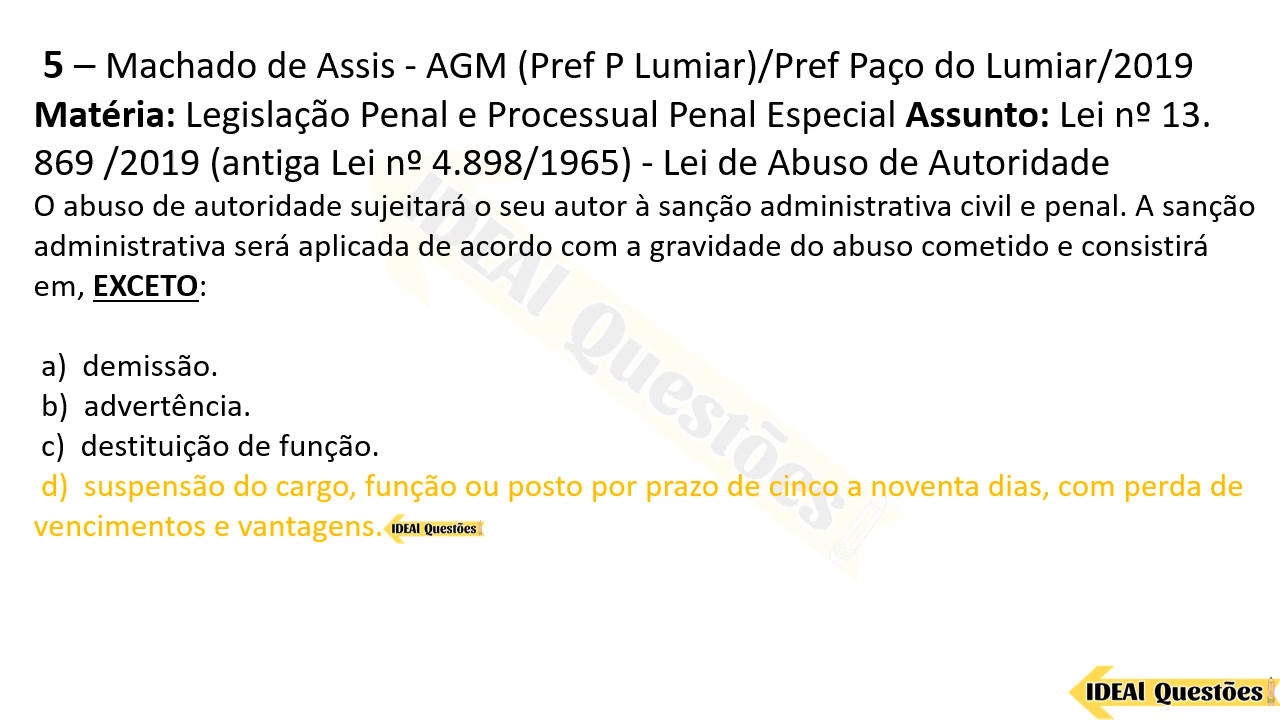 5 – Machado de Assis - AGM (Pref P Lumiar)/Pref Paço do Lumiar/2019
Matéria: Legislação Penal e Processual Penal Especial Assunto: Lei nº 13.
869 /2019 (antiga Lei nº 4.898/1965) - Lei de Abuso de Autoridade
O abuso de autoridade sujeitará o seu autor à sanção administrativa civil e penal. A sanção
administrativa será aplicada de acordo com a gravidade do abuso cometido e consistirá
em, EXCETO:
a) demissão.
b) advertência.
c) destituição de função.
d) suspensão do cargo, função ou posto por prazo de cinco a noventa dias, com perda de
vencimentos e vantagens. IDEAl Questões
IDEAl Questões
IDEAl Questões